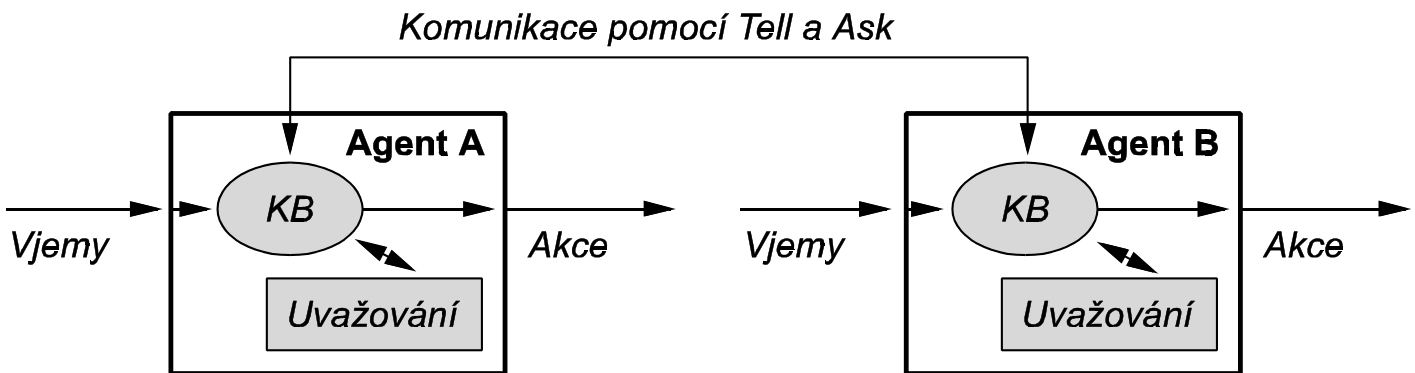 Komunikace pomocí Tell a Ask
Agent A
KB
Vjemy
Akce
Uvažování
Agent B
KB
Vjemy
Akce
Uvažování